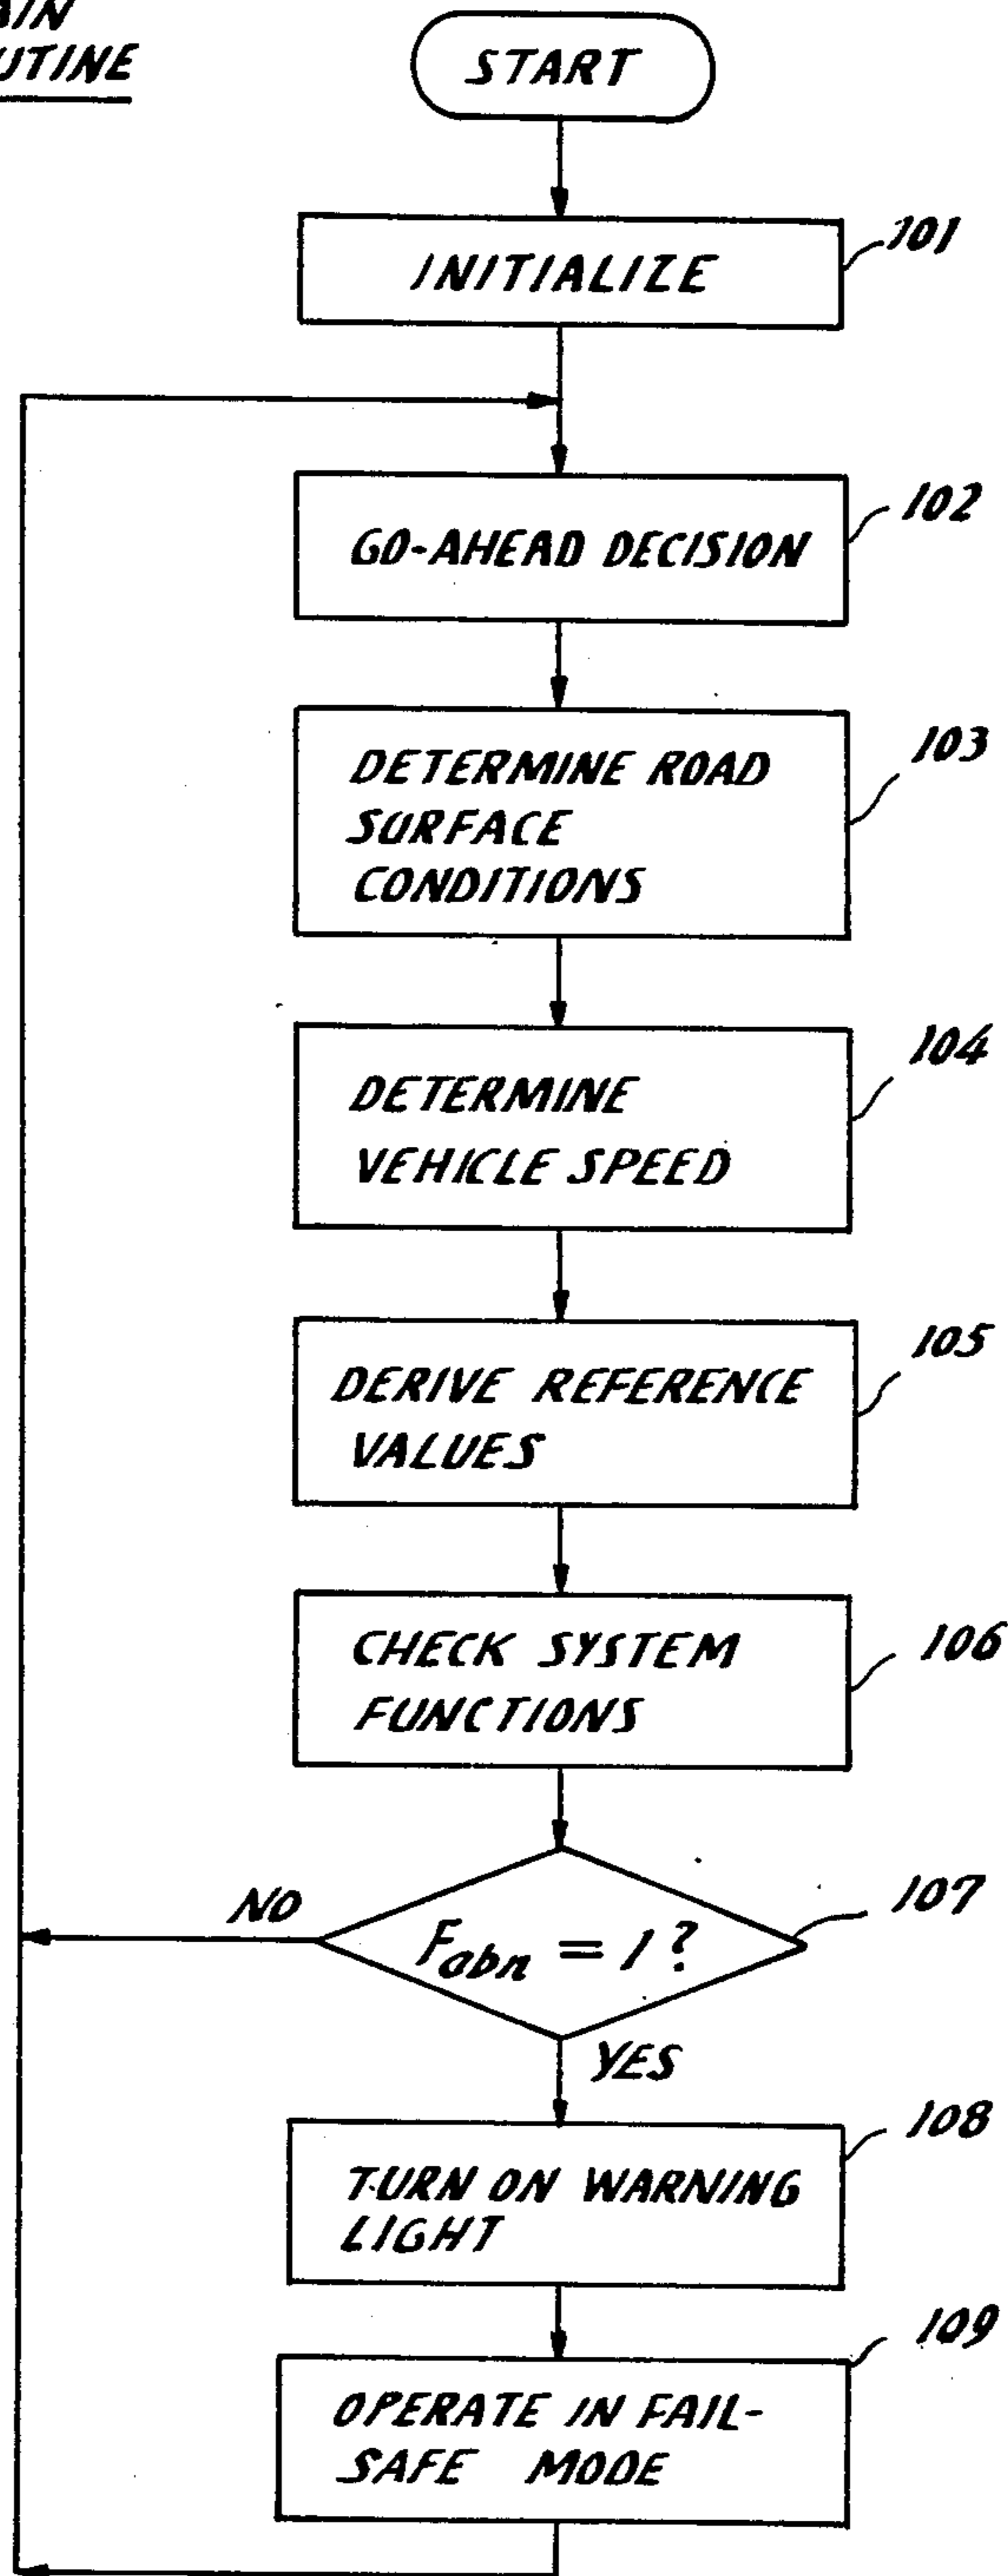 START
INITIALIZE
101
GO-AHEAD DECISION
102
DETERMINE ROAD
SURFACE
CONDITIONS
103
DETERMINE
VEHICLE SPEED
104
DERIVE REFERENCE
VALUES
105
CHECK SYSTEM
FUNCTIONS
106
NO
Fabn = 1?
107
YES
TURN ON WARNING
LIGHT
108
OPERATE IN FAIL-
SAFE MODE
109